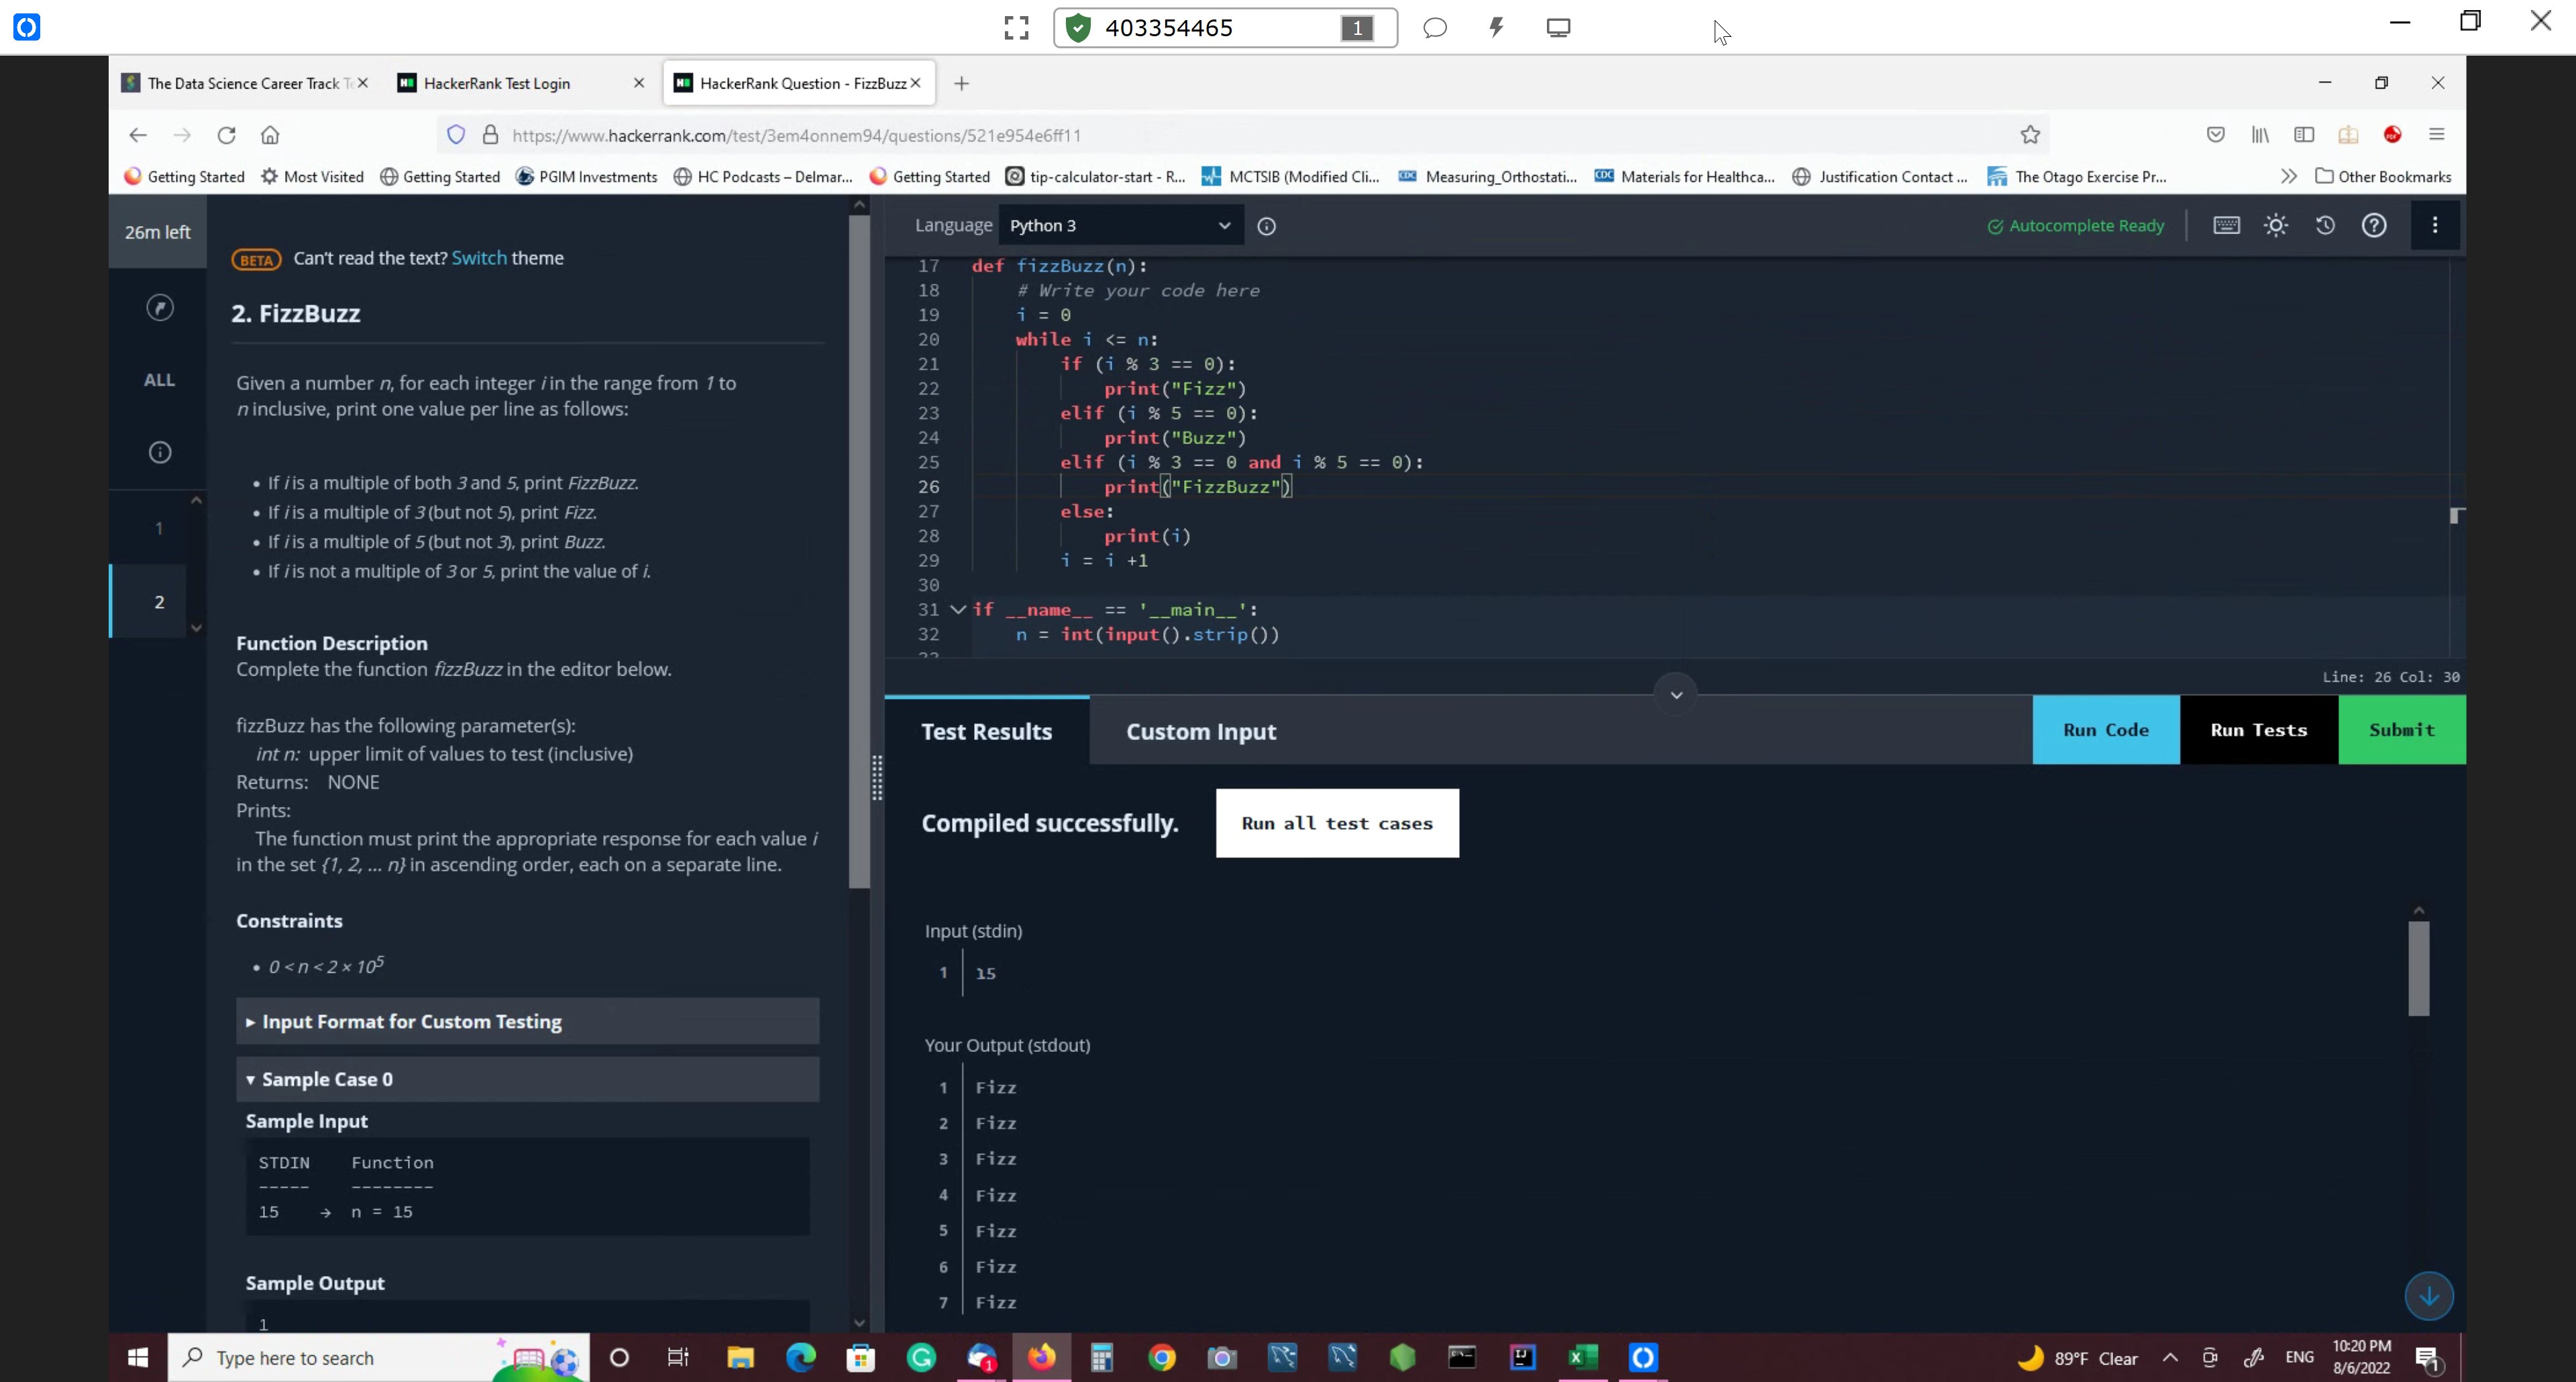 403354465
1
The Data Science Career Track Te
HackerRank Test Login
HackerRank Question - FizzBuzz
https://www.hackerrank.com/test/3em4onnem94/questions/521e954e6ff11
Getting Started
Most Visited
Getting Started
PGIM Investments
HC Podcasts – Delmar...
Getting Started
tip-calculator-start - R...
MCTSIB (Modified Cli...
Measuring_Orthostati...
Materials for Healthca...
Justification Contact ...
The Otago Exercise Pr...
Other Bookmarks
26m left
ALL
1
2
BETA Can't read the text? Switch theme
2. FizzBuzz
Given a number n, for each integer i in the range from 1 to
n inclusive, print one value per line as follows:
• If i is a multiple of both 3 and 5, print FizzBuzz.
• If i is a multiple of 3 (but not 5), print Fizz.
• If i is a multiple of 5 (but not 3), print Buzz.
• If i is not a multiple of 3 or 5, print the value of i.
Function Description
Complete the function fizzBuzz in the editor below.
fizzBuzz has the following parameter(s):
int n: upper limit of values to test (inclusive)
Returns: NONE
Prints:
The function must print the appropriate response for each value i
in the set {1, 2, ... n} in ascending order, each on a separate line.
Constraints
• 0 < n < 2 × 10^5
Input Format for Custom Testing
Sample Case 0
Sample Input
STDIN Function
----- --------
15 → n = 15
Sample Output
1
Language Python 3
Autocomplete Ready
17 def fizzBuzz(n):
18 # Write your code here
19 i = 0
20 while i <= n:
21 if (i % 3 == 0):
22 print("Fizz")
23 elif (i % 5 == 0):
24 print("Buzz")
25 elif (i % 3 == 0 and i % 5 == 0):
26 print("FizzBuzz")
27 else:
28 print(i)
29 i = i +1
30
31 if __name__ == '__main__':
32 n = int(input().strip())
33
Line: 26 Col: 30
Test Results
Custom Input
Run Code
Run Tests
Submit
Compiled successfully.
Run all test cases
Input (stdin)
1 15
Your Output (stdout)
1 Fizz
2 Fizz
3 Fizz
4 Fizz
5 Fizz
6 Fizz
7 Fizz
Type here to search
1
89°F Clear
ENG
10:20 PM
8/6/2022
1